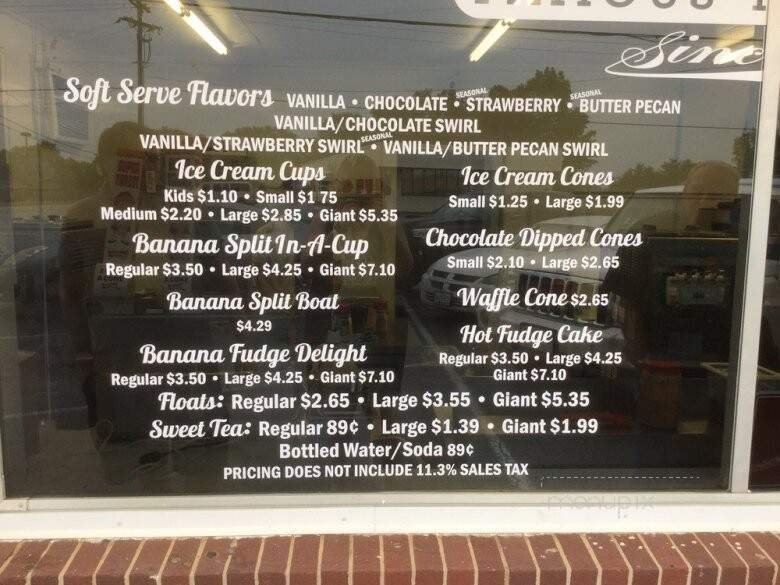 Sinc
Soft Serve Flavors VANILLA • CHOCOLATE • SEASONAL STRAWBERRY • SEASONAL BUTTER PECAN
VANILLA/CHOCOLATE SWIRL
VANILLA/STRAWBERRY SWIRL SEASONAL • VANILLA/BUTTER PECAN SWIRL
Ice Cream Cups
Kids $1.10 • Small $1 75
Medium $2.20 • Large $2.85 • Giant $5.35
Banana Split In-A-Cup
Regular $3.50 • Large $4.25 • Giant $7.10
Banana Split Boat
$4.29
Banana Fudge Delight
Regular $3.50 • Large $4.25 • Giant $7.10
Ice Cream Cones
Small $1.25 • Large $1.99
Chocolate Dipped Cones
Small $2.10 • Large $2.65
Waffle Cone $2.65
Hot Fudge Cake
Regular $3.50 • Large $4.25
Giant $7.10
Floats: Regular $2.65 • Large $3.55 • Giant $5.35
Sweet Tea: Regular 89¢ • Large $1.39 • Giant $1.99
Bottled Water/Soda 89¢
PRICING DOES NOT INCLUDE 11.3% SALES TAX
menupix